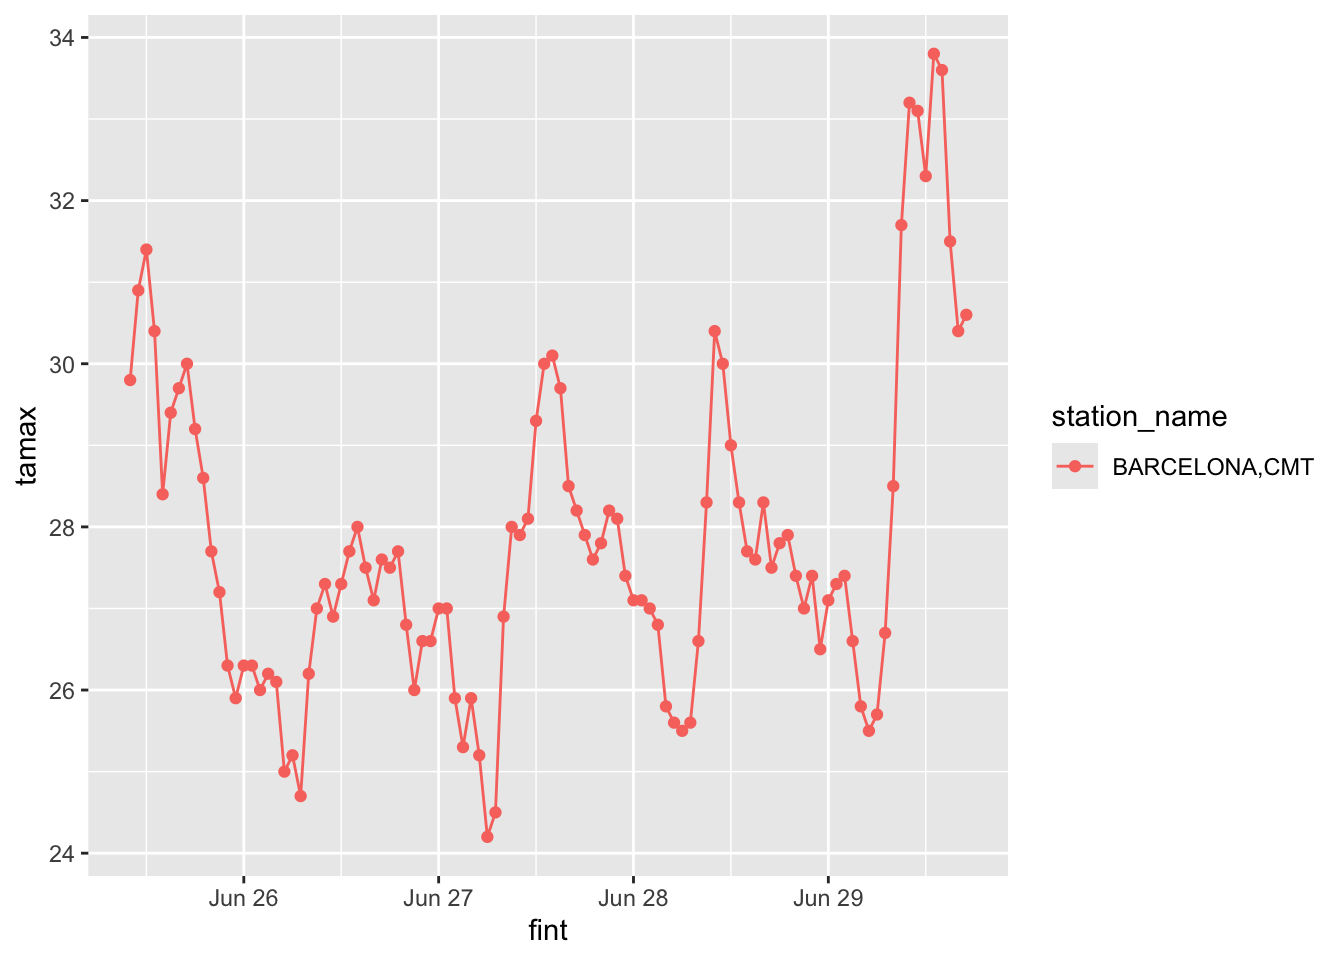 34
32
30
28
26
24
tamax
Jun 26
Jun 27
Jun 28
Jun 29
fint
station_name
BARCELONA,CMT